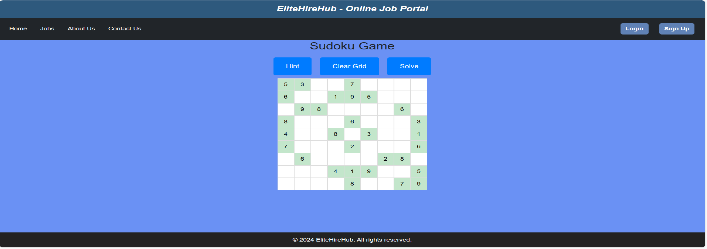 EliteHireHub - Online Job Portal
Home Jobs About Us Contact Us Login Sign Up
Sudoku Game
Hint Clear Grid Solve
5 3 7
6 1 9 5
9 8 6
8 6 3
4 8 3 1
7 2 6
6 2 8
4 1 9 5
8 7 9
© 2024 EliteHireHub. All rights reserved.